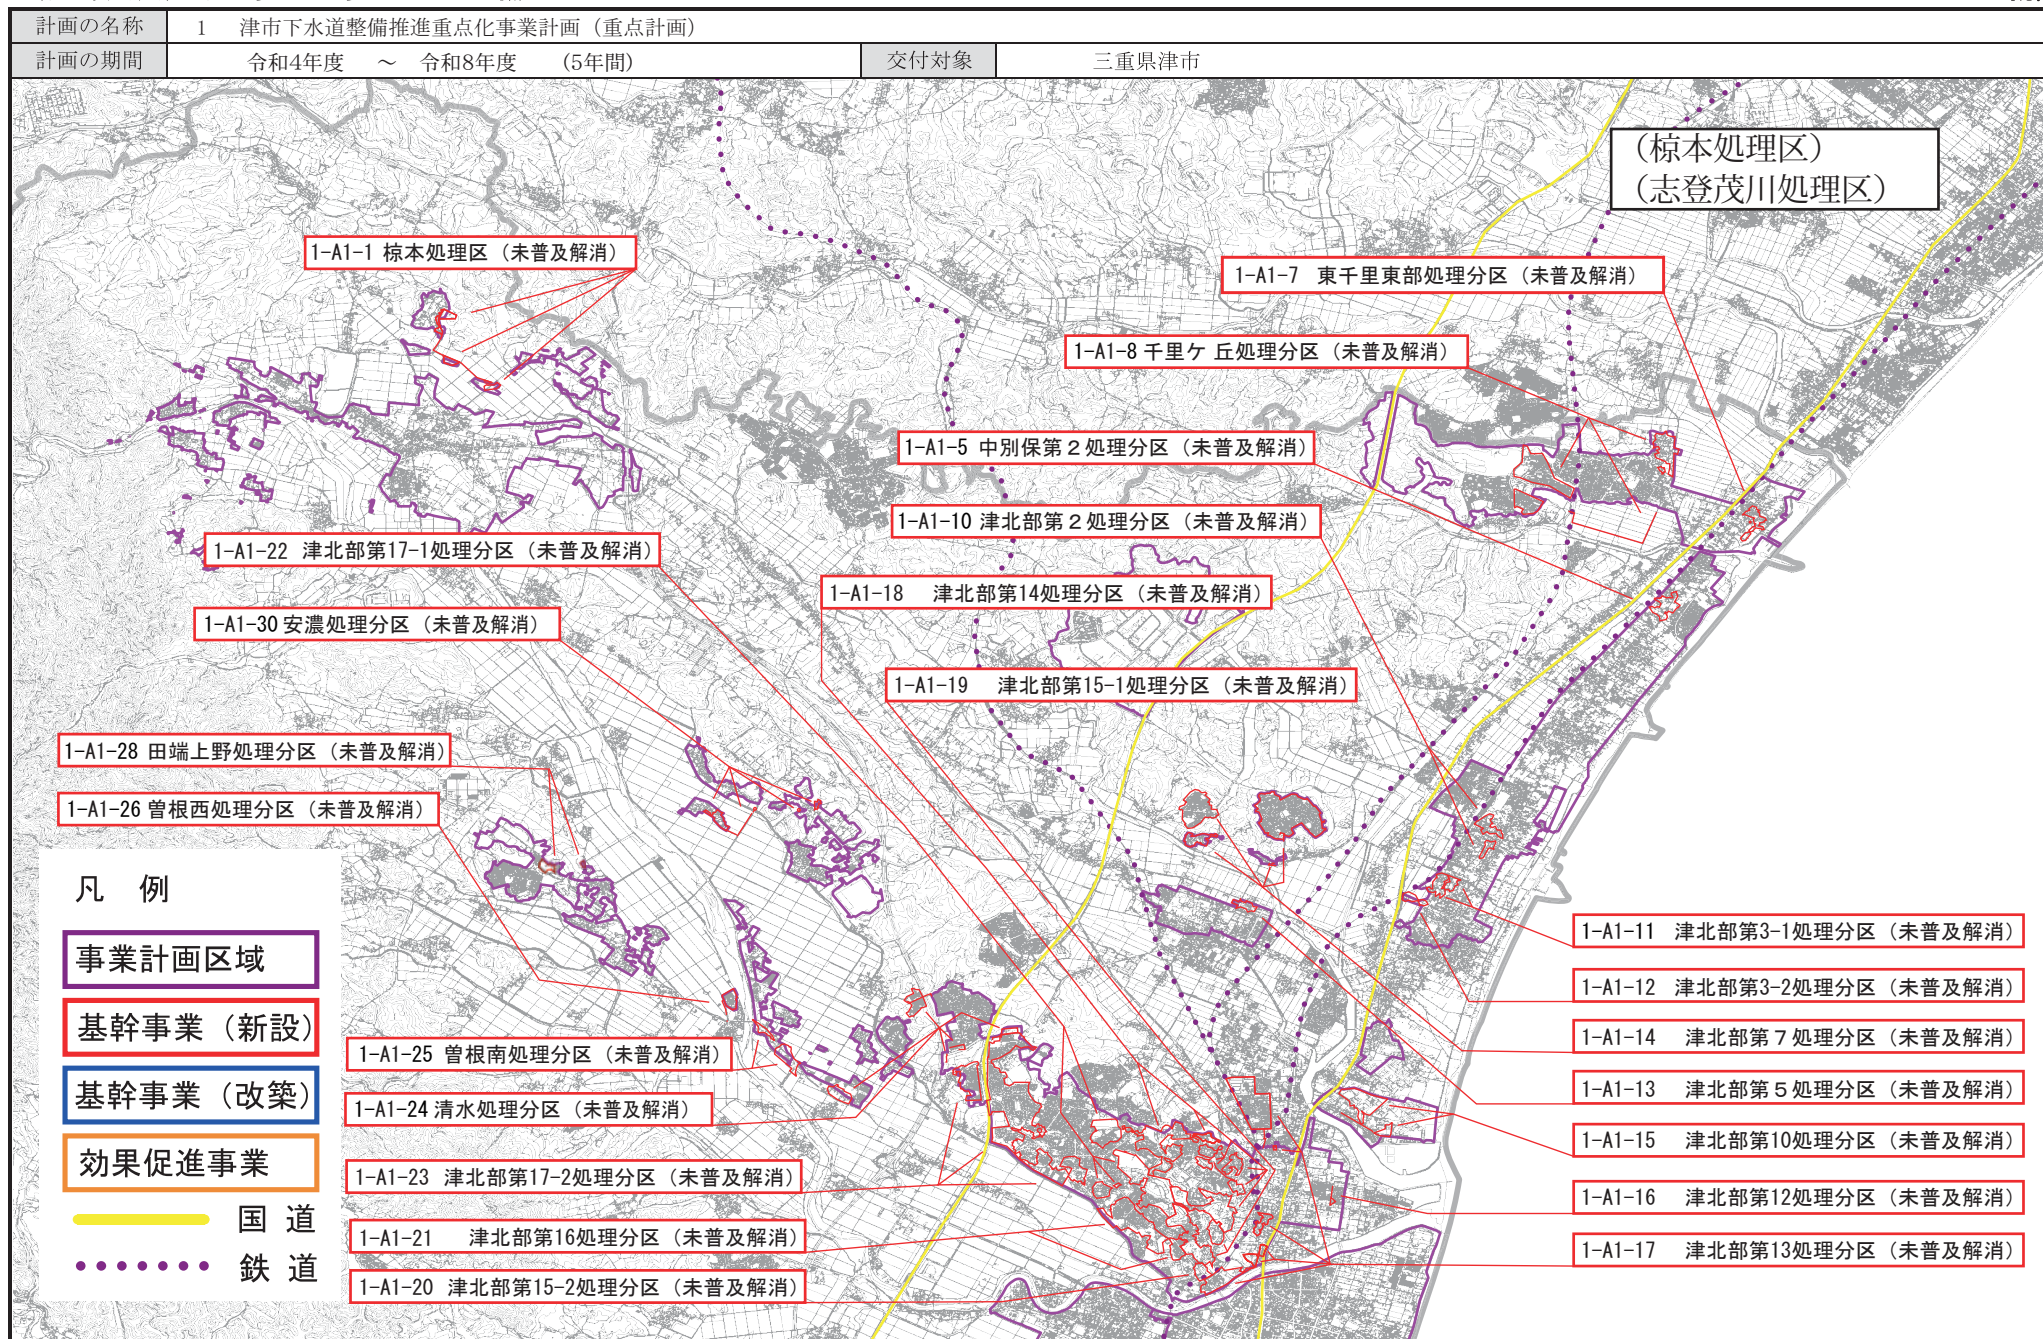 計画の名称 1 津市下水道整備推進重点化事業計画（重点計画）
計画の期間 令和4年度 ～ 令和8年度 （5年間） 交付対象 三重県津市
（椋本処理区）
（志登茂川処理区）
1-A1-1 椋本処理区（未普及解消）
1-A1-7 東千里東部処理分区（未普及解消）
1-A1-8 千里ケ丘処理分区（未普及解消）
1-A1-5 中別保第２処理分区（未普及解消）
1-A1-10 津北部第２処理分区（未普及解消）
1-A1-22 津北部第17-1処理分区（未普及解消）
1-A1-18 津北部第14処理分区（未普及解消）
1-A1-30 安濃処理分区（未普及解消）
1-A1-19 津北部第15-1処理分区（未普及解消）
1-A1-28 田端上野処理分区（未普及解消）
1-A1-26 曽根西処理分区（未普及解消）
凡 例
事業計画区域
基幹事業（新設）
基幹事業（改築）
効果促進事業
国 道
鉄 道
1-A1-25 曽根南処理分区（未普及解消）
1-A1-24 清水処理分区（未普及解消）
1-A1-23 津北部第17-2処理分区（未普及解消）
1-A1-21 津北部第16処理分区（未普及解消）
1-A1-20 津北部第15-2処理分区（未普及解消）
1-A1-11 津北部第3-1処理分区（未普及解消）
1-A1-12 津北部第3-2処理分区（未普及解消）
1-A1-14 津北部第７処理分区（未普及解消）
1-A1-13 津北部第５処理分区（未普及解消）
1-A1-15 津北部第10処理分区（未普及解消）
1-A1-16 津北部第12処理分区（未普及解消）
1-A1-17 津北部第13処理分区（未普及解消）